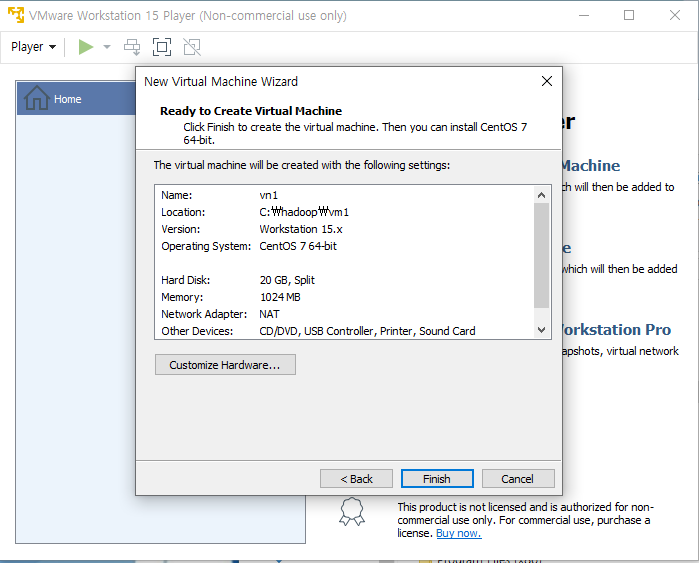 VMware Workstation 15 Player (Non-commercial use only)
Player
Home
New Virtual Machine Wizard
Ready to Create Virtual Machine
Click Finish to create the virtual machine. Then you can install CentOS 7
64-bit.
The virtual machine will be created with the following settings:
Name: vn1
Location: C:₩hadoop₩vm1
Version: Workstation 15.x
Operating System: CentOS 7 64-bit
Hard Disk: 20 GB, Split
Memory: 1024 MB
Network Adapter: NAT
Other Devices: CD/DVD, USB Controller, Printer, Sound Card
Customize Hardware...
< Back
Finish
Cancel
Machine
which will then be added to
which will then be added
Workstation Pro
virtual network
This product is not licensed and is authorized for non-
commercial use only. For commercial use, purchase a
license. Buy now.